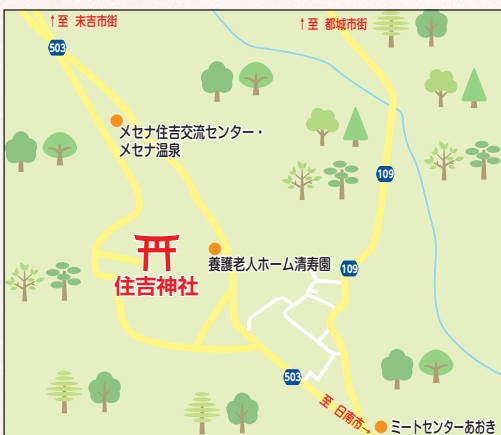 ↑至 末吉市街
↑至 都城市街
503
メセナ住吉交流センター・
メセナ温泉
109
住吉神社
養護老人ホーム清寿園
109
503
至 日南市→
ミートセンターあおき